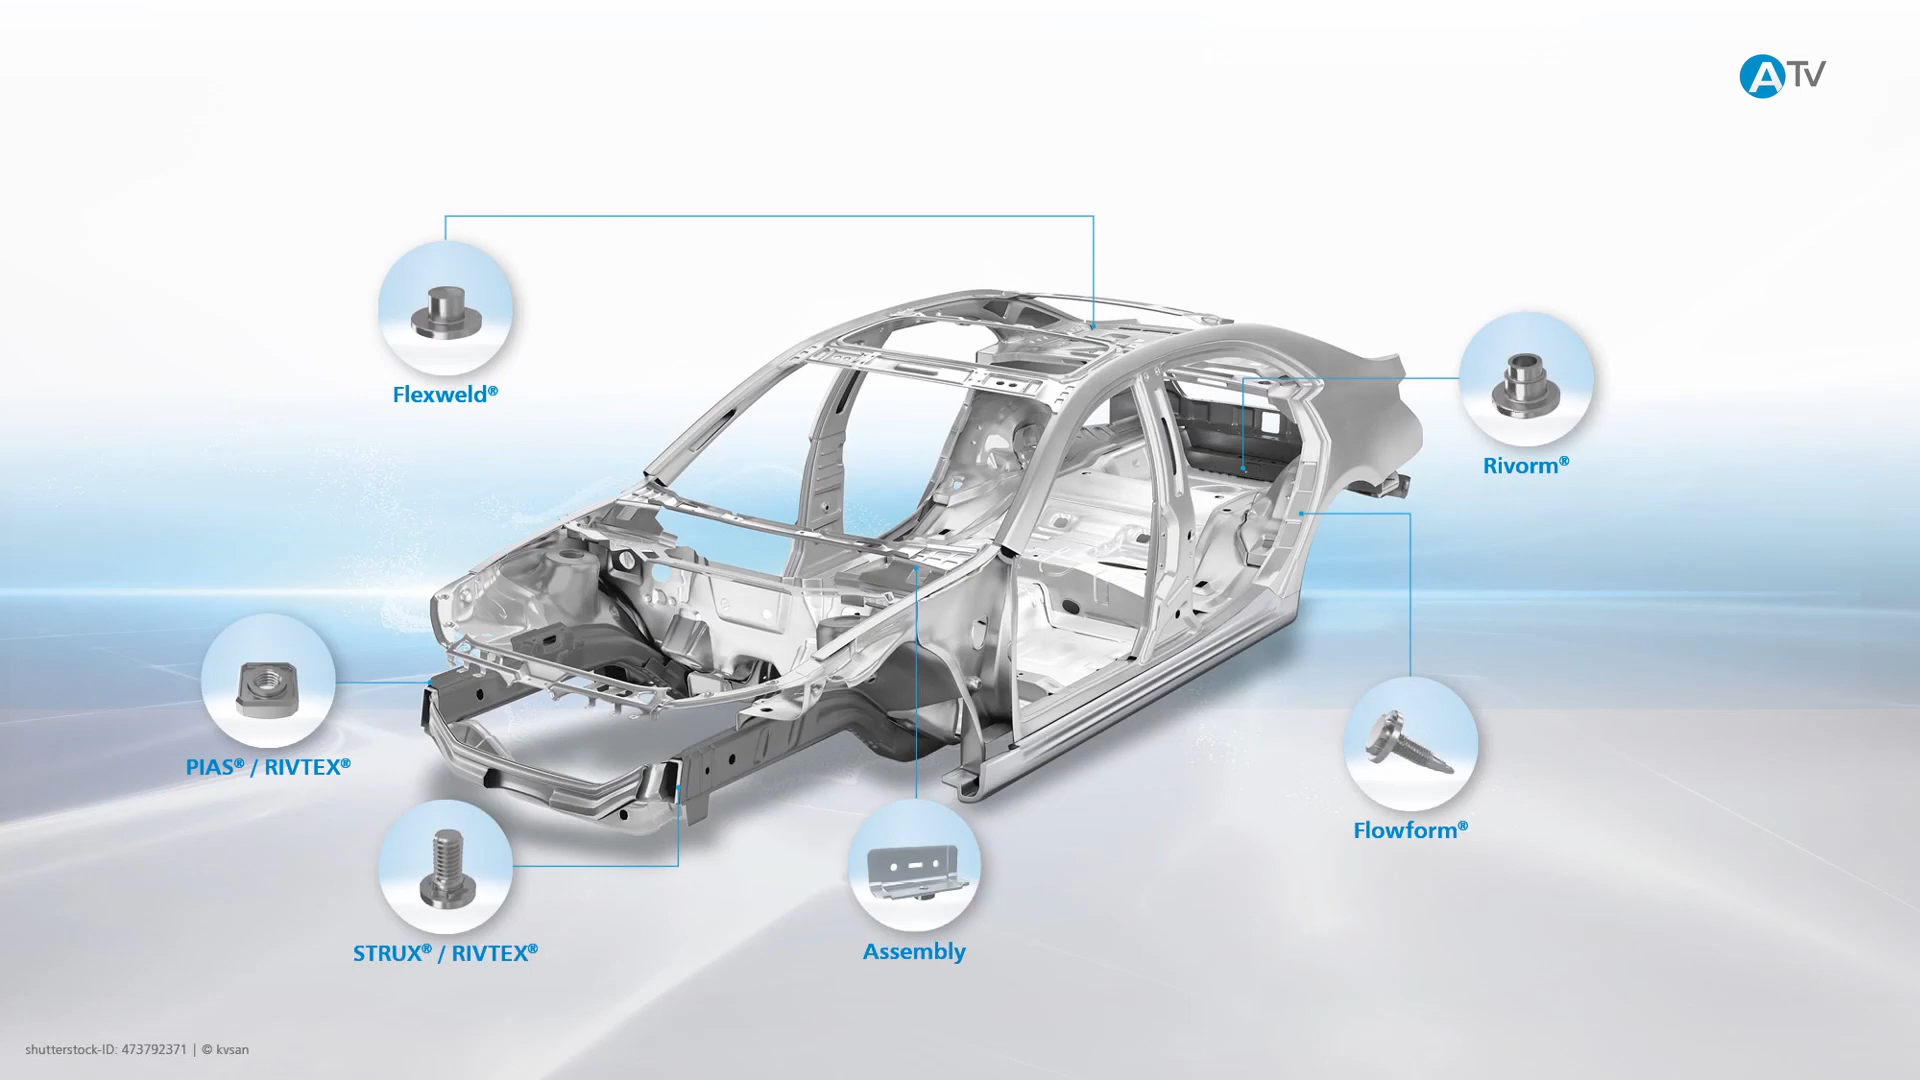 ATV
Flexweld®
Rivorm®
PIAS® / RIVTEX®
Flowform®
STRUX® / RIVTEX®
Assembly
shutterstock-ID: 473792371 | © kvsan